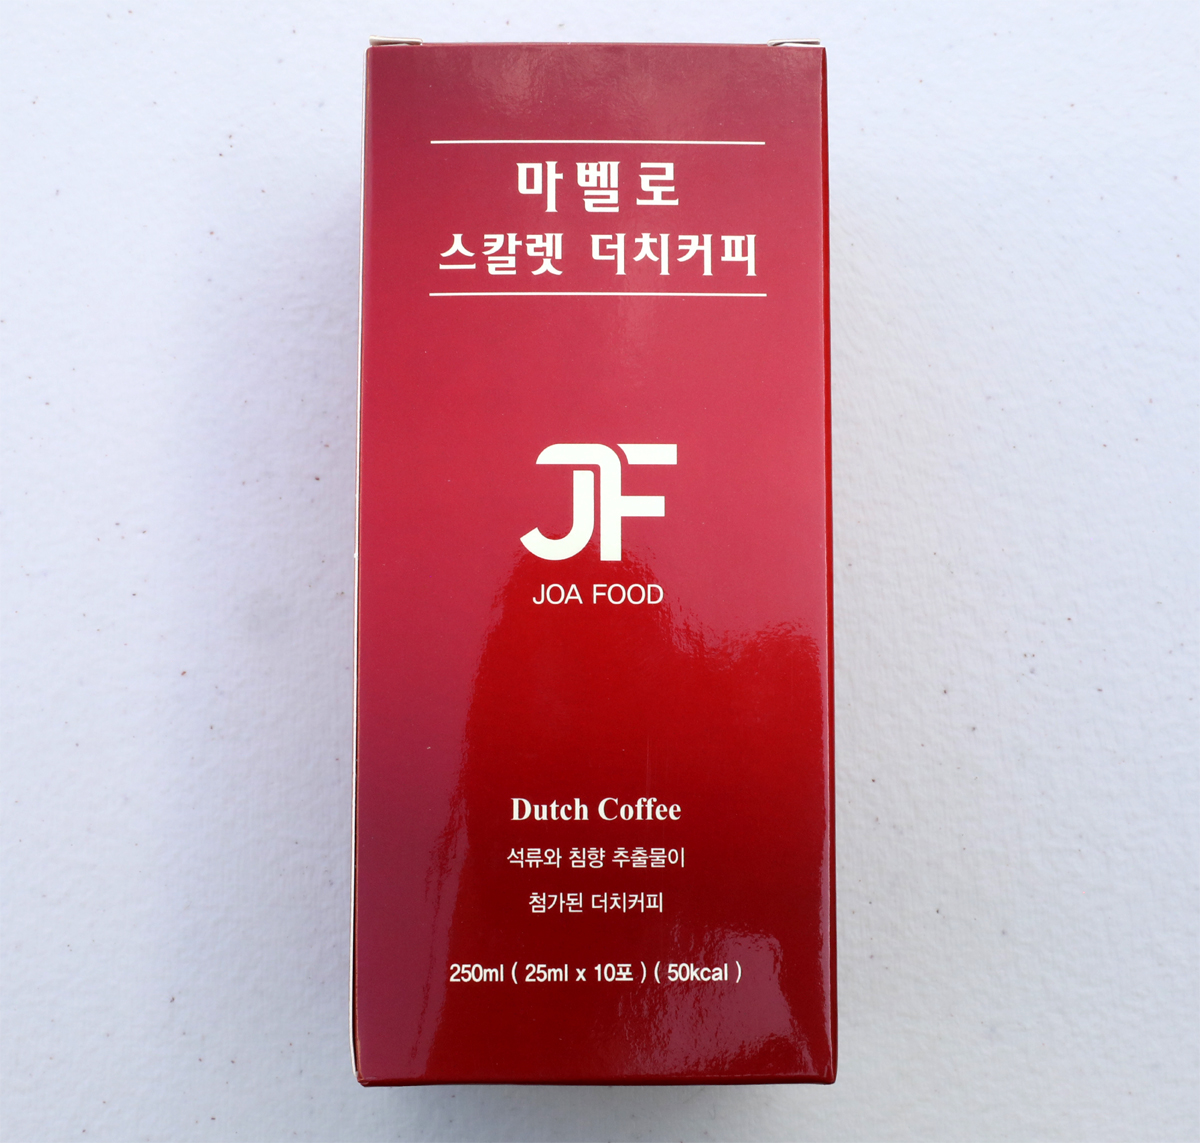 마벨로
스칼렛 더치커피
JF
JOA FOOD
Dutch Coffee
석류와 침향 추출물이
첨가된 더치커피
250ml ( 25ml x 10포 ) ( 50kcal )